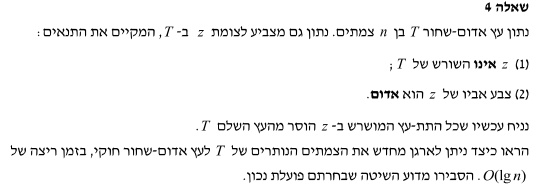 שאלה 4
נתון עץ אדום-שחור T בן n צמתים. נתון גם מצביע לצומת z ב- T, המקיים את התנאים:
(1) z אינו השורש של T;
(2) צבע אביו של z הוא אדום.
נניח עכשיו שכל התת-עץ המושרש ב- z הוסר מהעץ השלם T.
הראו כיצד ניתן לארגן מחדש את הצמתים הנותרים של T לעץ אדום-שחור חוקי, בזמן ריצה של
O(lg n). הסבירו מדוע השיטה שבחרתם פועלת נכון.